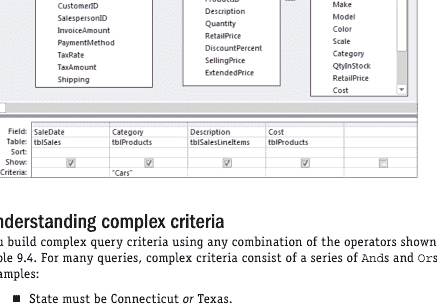 CustomerID
SalespersonID
InvoiceAmount
PaymentMethod
TaxRate
TaxAmount
Shipping
Description
Quantity
RetailPrice
DiscountPercent
SellingPrice
ExtendedPrice
Make
Model
Color
Scale
Category
QtyInStock
RetailPrice
Cost
Field: SaleDate Category Description Cost
Table: tblSales tblProducts tblSalesLineItems tblProducts
Sort:
Show:
Criteria: "Cars"
nderstanding complex criteria
u build complex query criteria using any combination of the operators shown
ble 9.4. For many queries, complex criteria consist of a series of Ands and Ors
amples:
■ State must be Connecticut or Texas.